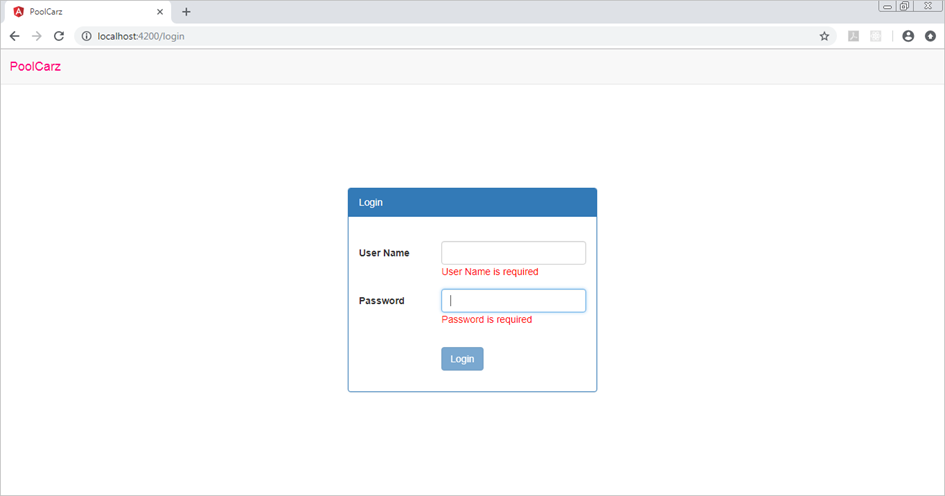 PoolCarz
localhost:4200/login
PoolCarz
Login
User Name
User Name is required
Password
Password is required
Login